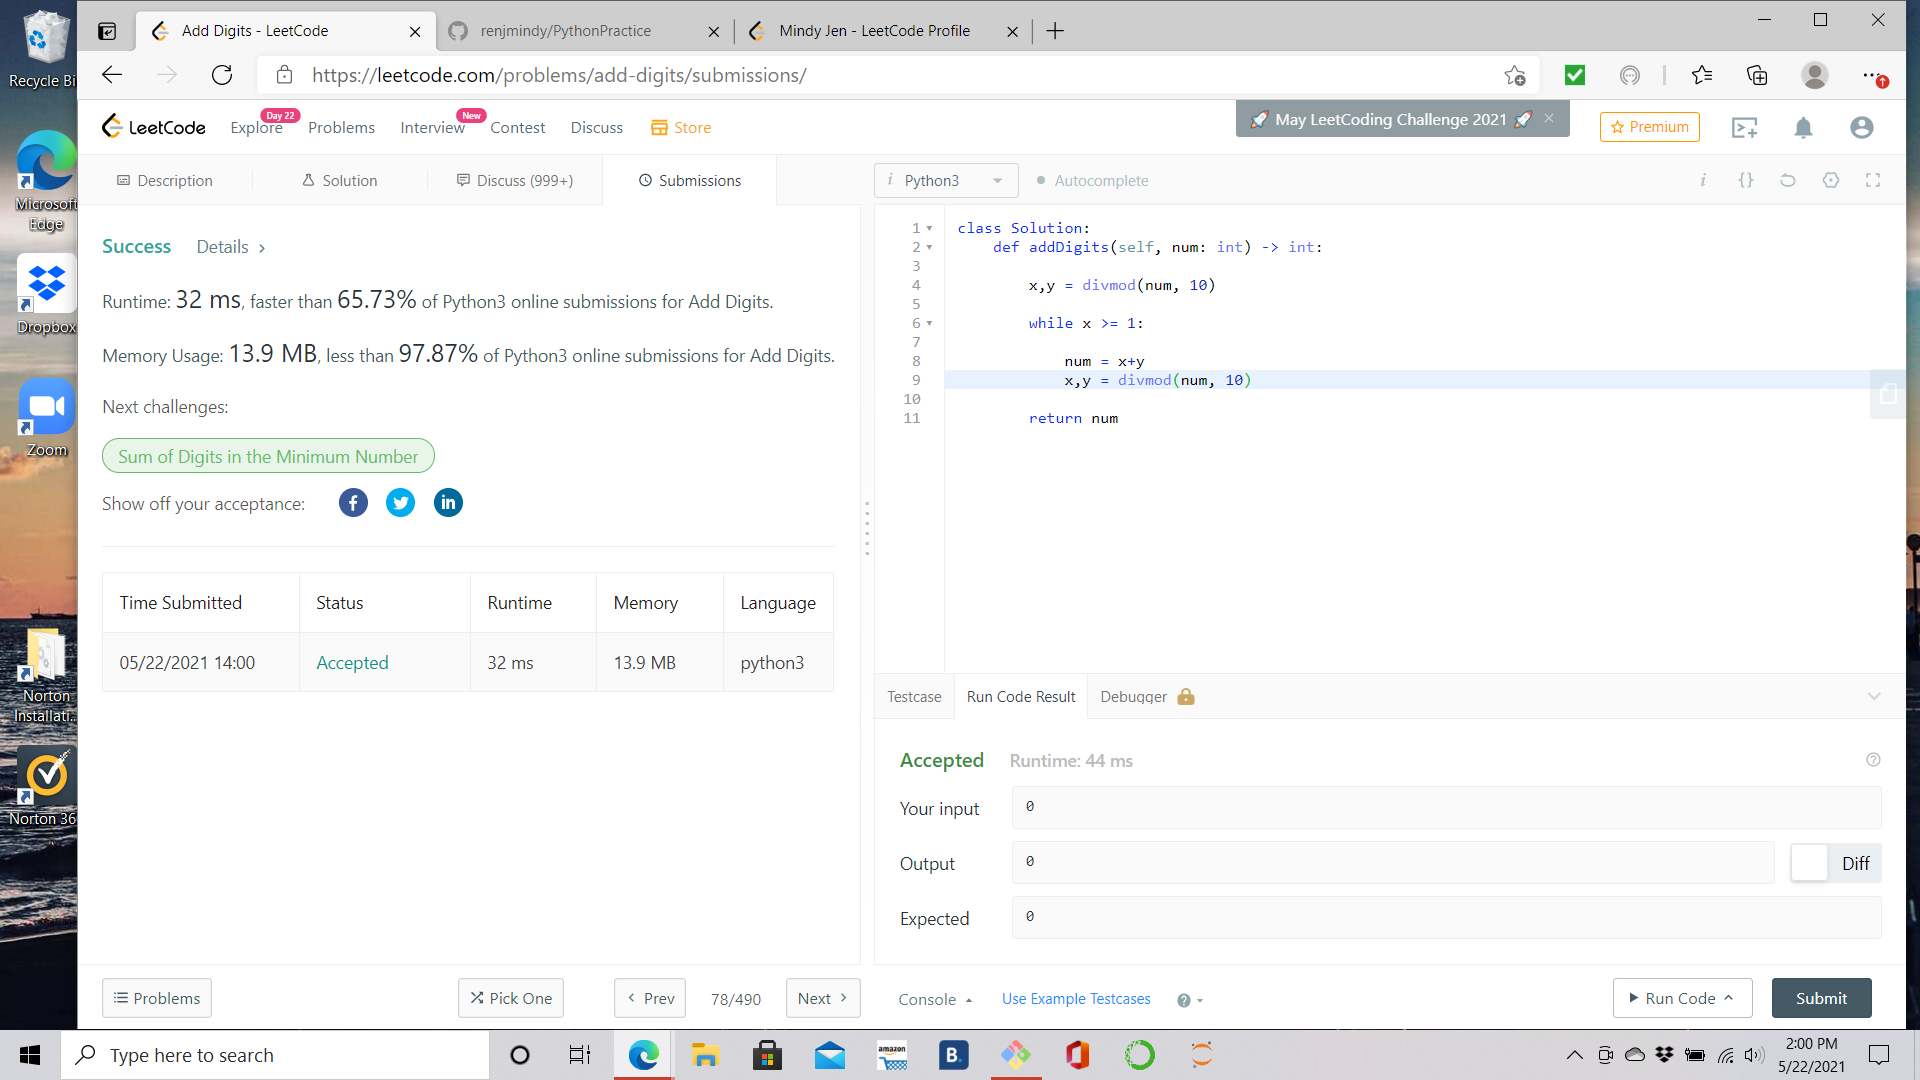 Recycle Bi
Microsoft
Edge
Dropbox
Zoom
Norton
Installati..
Norton 36
Add Digits - LeetCode
renjmindy/PythonPractice
Mindy Jen - LeetCode Profile
https://leetcode.com/problems/add-digits/submissions/
LeetCode
Explore
Day 22
Problems
Interview
New
Contest
Discuss
Store
🚀 May LeetCoding Challenge 2021 🚀
Premium
Description
Solution
Discuss (999+)
Submissions
i Python3
Autocomplete
i
{}
Success
Details >
Runtime: 32 ms, faster than 65.73% of Python3 online submissions for Add Digits.
Memory Usage: 13.9 MB, less than 97.87% of Python3 online submissions for Add Digits.
Next challenges:
Sum of Digits in the Minimum Number
Show off your acceptance:
f
in
Time Submitted Status Runtime Memory Language
05/22/2021 14:00 Accepted 32 ms 13.9 MB python3
1 class Solution:
2 def addDigits(self, num: int) -> int:
3
4 x,y = divmod(num, 10)
5
6 while x >= 1:
7
8 num = x+y
9 x,y = divmod(num, 10)
10
11 return num
Testcase
Run Code Result
Debugger
Accepted Runtime: 44 ms
?
Your input 0
Output 0
Diff
Expected 0
Problems
Pick One
< Prev
78/490
Next >
Console
Use Example Testcases
?
Run Code
Submit
Type here to search
amazon
B.
2:00 PM
5/22/2021